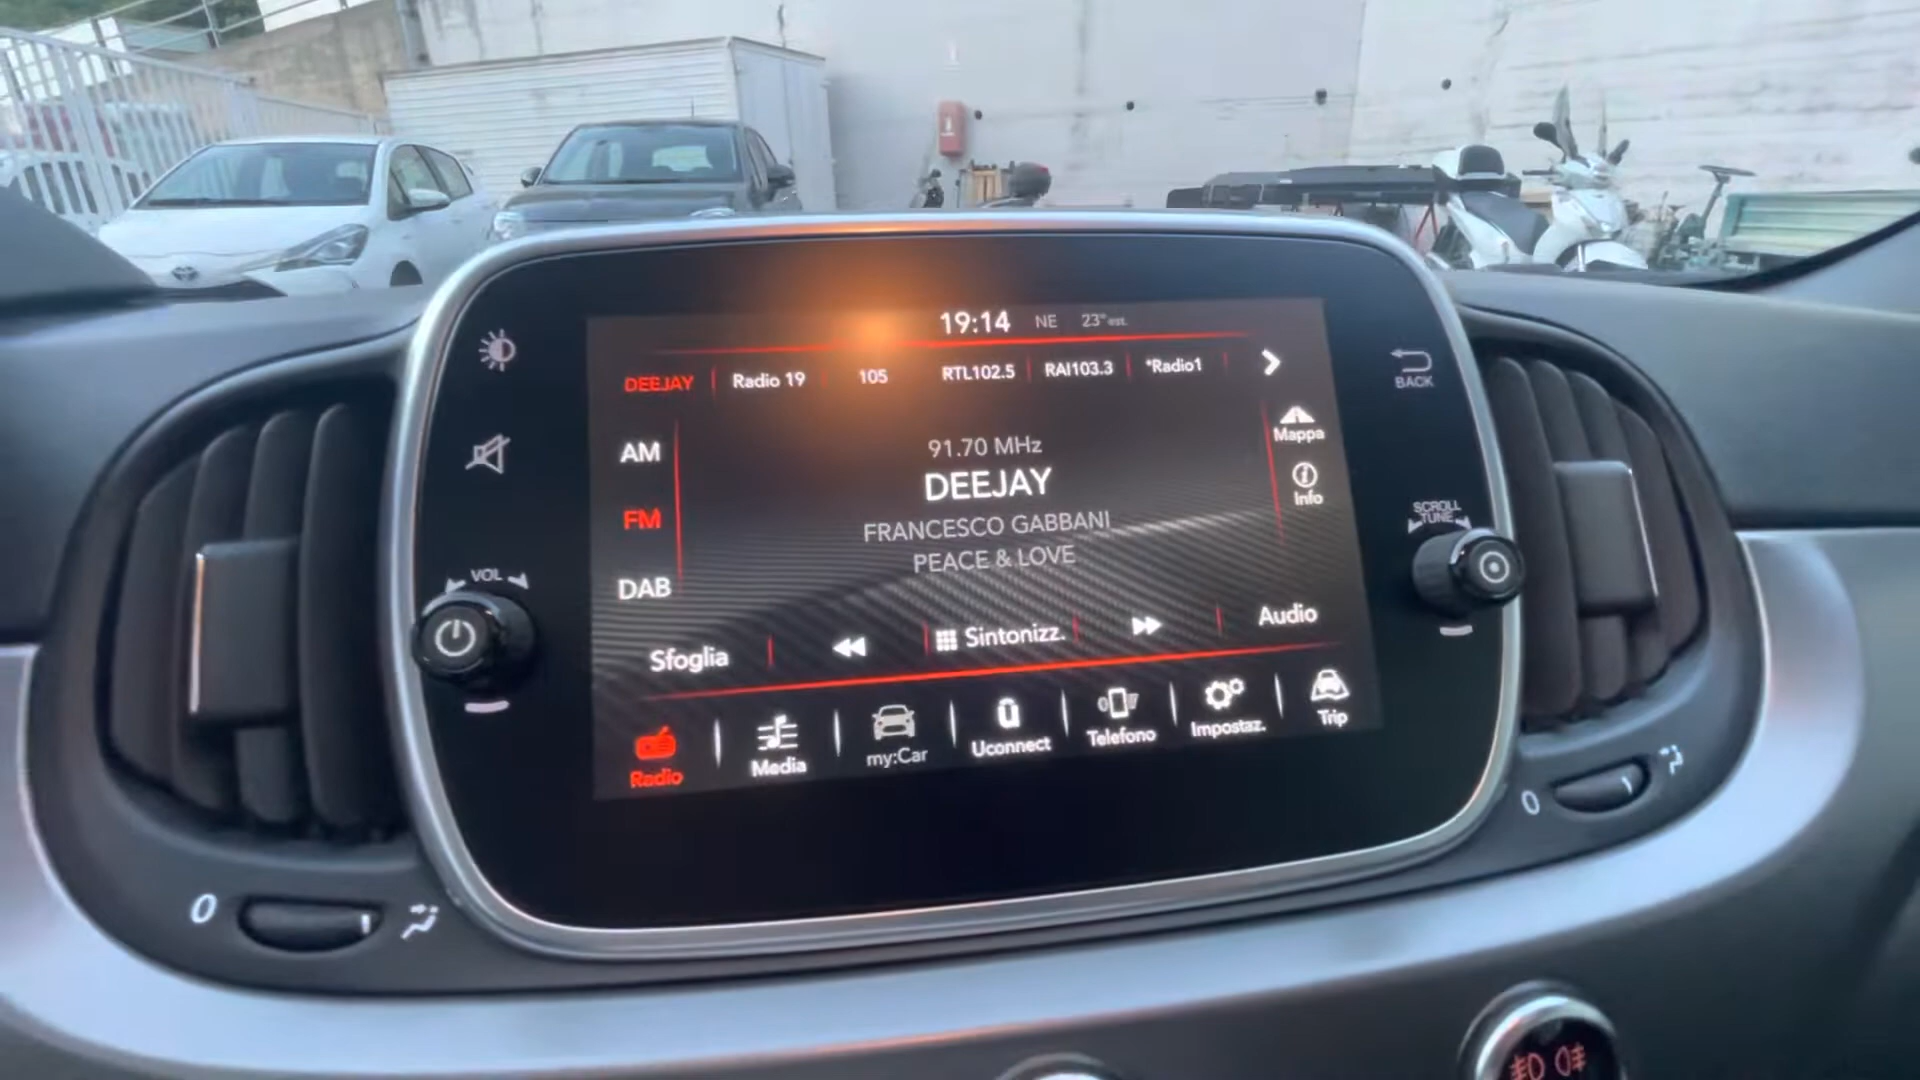 19:14 NE 23° est.
DEEJAY Radio 19 105 RTL102.5 RAI103.3 *Radio1
BACK
AM
FM
DAB
91.70 MHz
DEEJAY
FRANCESCO GABBANI
PEACE & LOVE
Mappa
Info
SCROLL
TUNE
VOL
Sfoglia Sintonizz. Audio
Radio Media my:Car Uconnect Telefono Impostaz. Trip
0
0